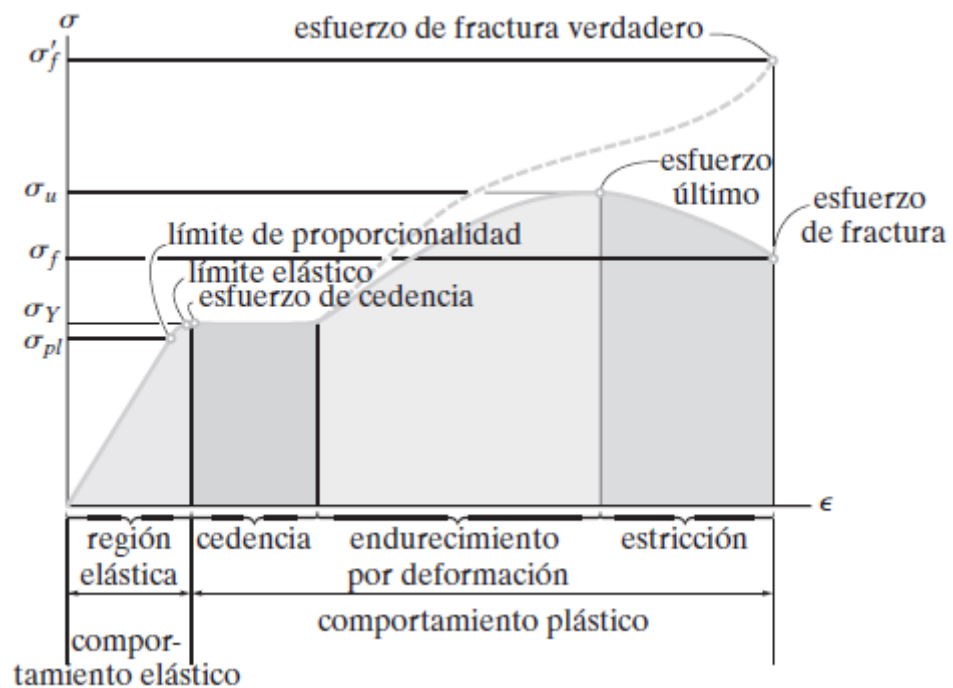 σ
esfuerzo de fractura verdadero
σ′f
σu
esfuerzo
último
esfuerzo
de fractura
límite de proporcionalidad
σf
límite elástico
esfuerzo de cedencia
σY
σpl
ϵ
región
elástica
cedencia
endurecimiento
por deformación
estricción
comportamiento plástico
compor-
tamiento elástico